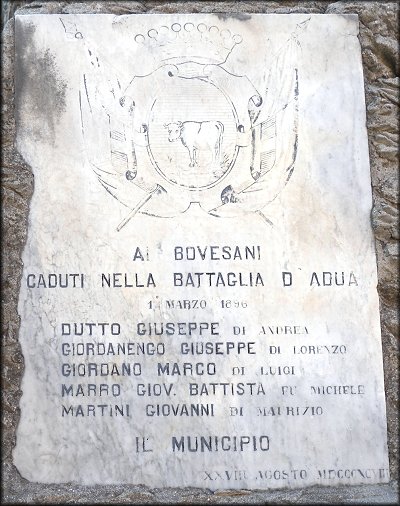 AI BOVESANI
CADUTI NELLA BATTAGLIA D'ADUA
1 MARZO 1896
DUTTO GIUSEPPE DI ANDREA
GIORDANENGO GIUSEPPE DI LORENZO
GIORDANO MARCO DI LUIGI
MARRO GIOV. BATTISTA FU MICHELE
MARTINI GIOVANNI DI MAURIZIO
IL MUNICIPIO
AGOSTO